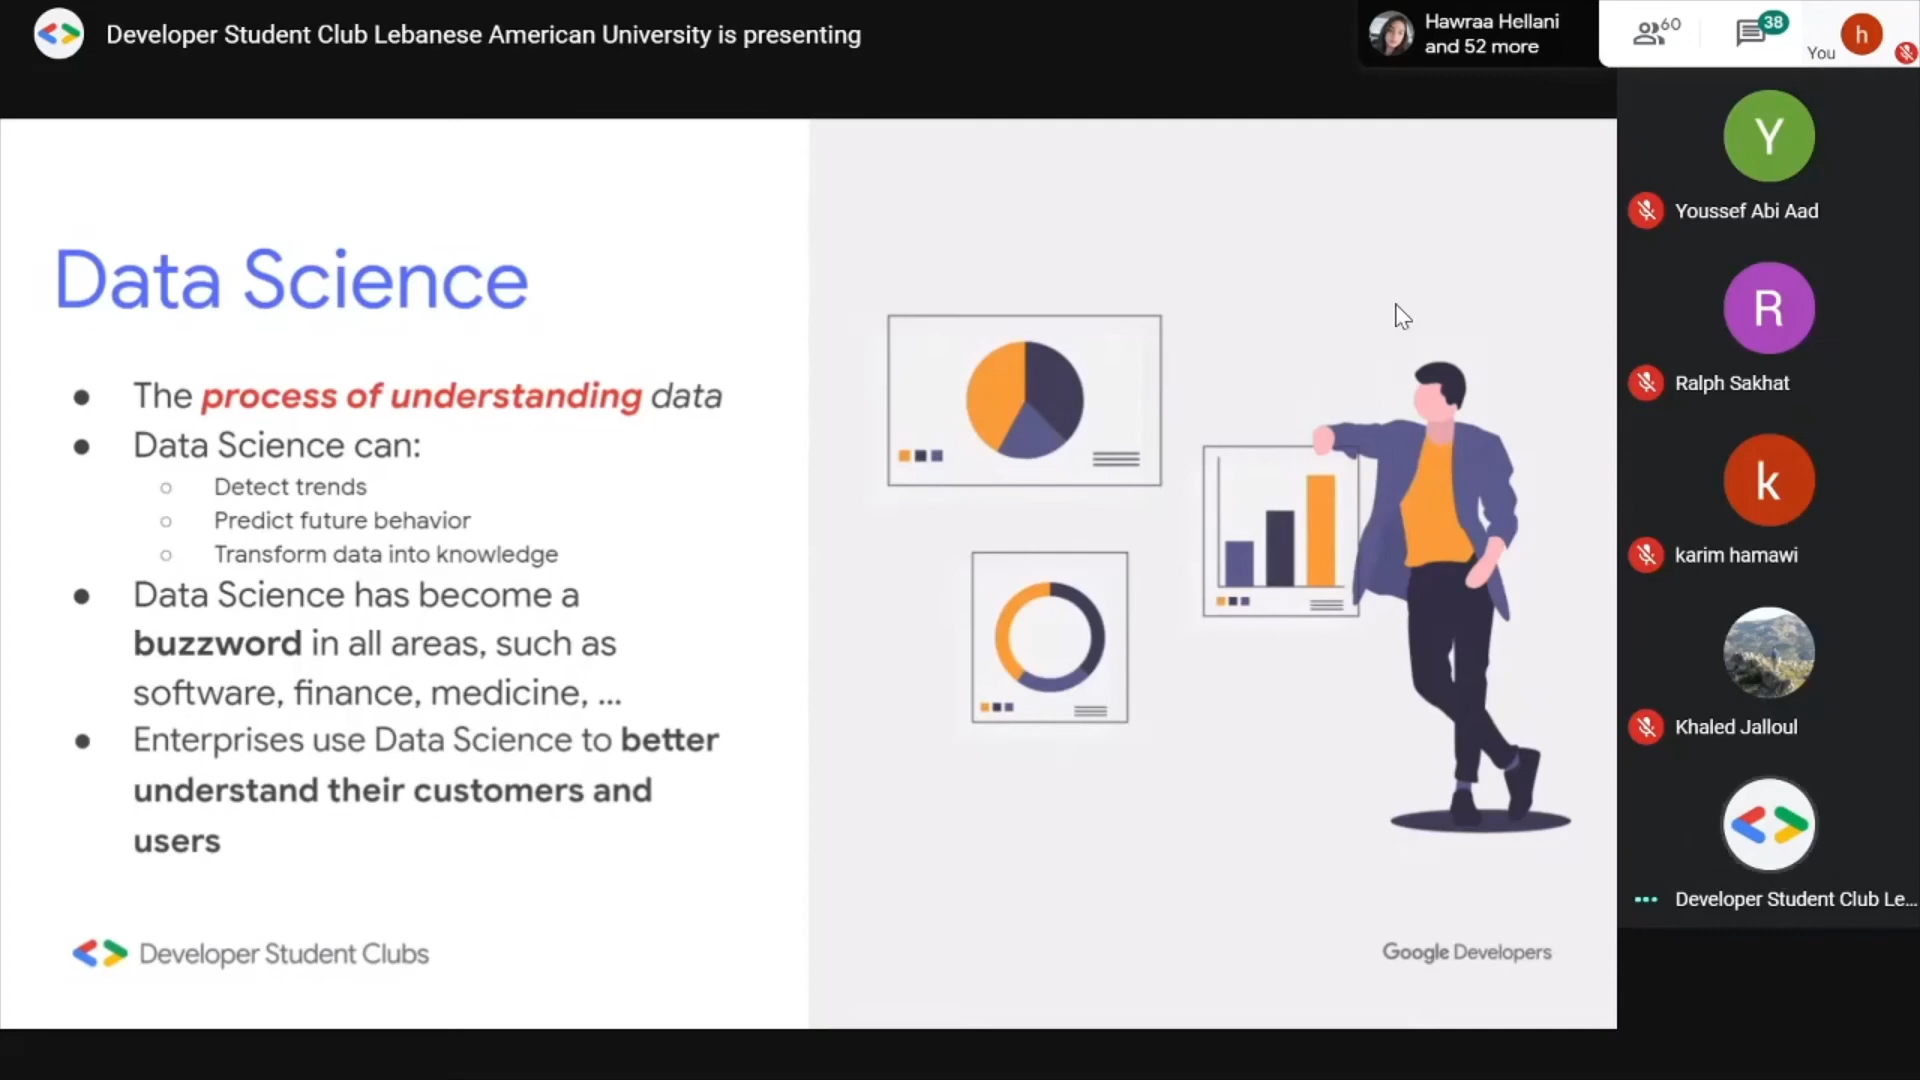 Developer Student Club Lebanese American University is presenting
Hawraa Hellani
and 52 more
60
38
You
h
Data Science
● The process of understanding data
● Data Science can:
○ Detect trends
○ Predict future behavior
○ Transform data into knowledge
● Data Science has become a
buzzword in all areas, such as
software, finance, medicine, ...
● Enterprises use Data Science to better
understand their customers and
users
Developer Student Clubs
Google Developers
Y
Youssef Abi Aad
R
Ralph Sakhat
k
karim hamawi
Khaled Jalloul
Developer Student Club Le...